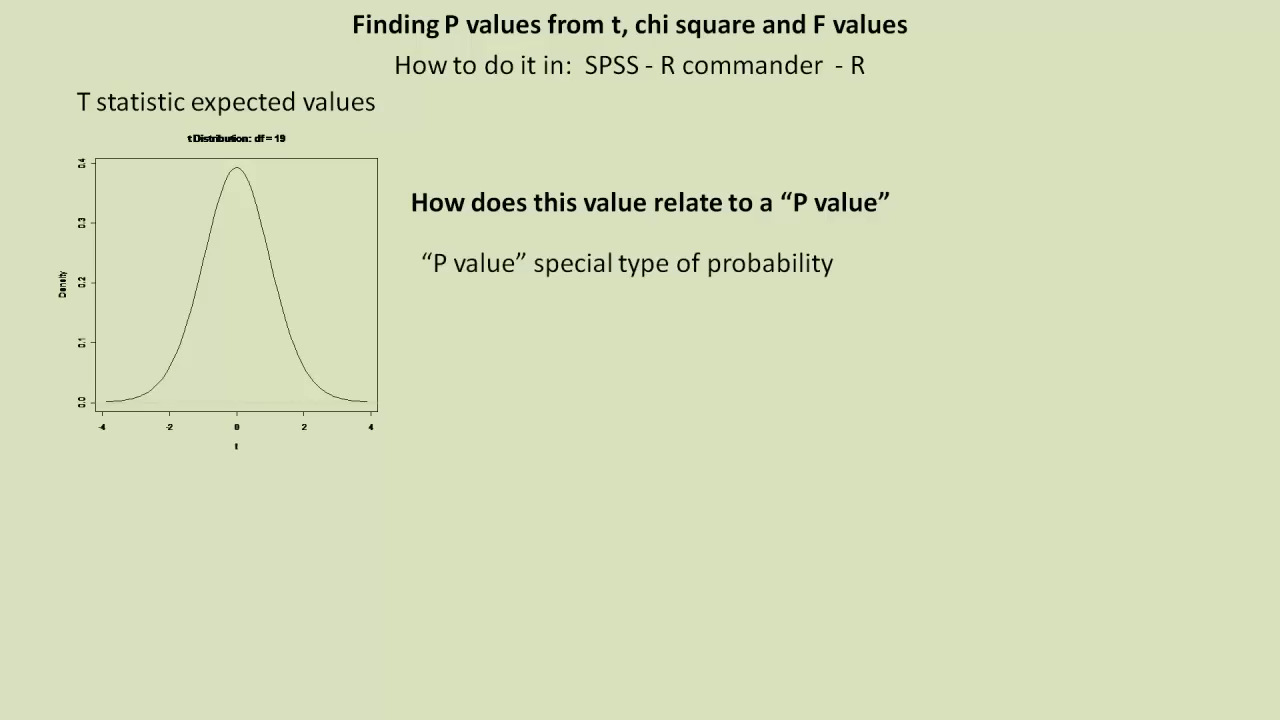 Finding P values from t, chi square and F values
How to do it in: SPSS - R commander - R
T statistic expected values
t Distribution: df = 19
How does this value relate to a “P value”
“P value” special type of probability
Density
0.4
0.3
0.2
0.1
0.0
-4 -2 0 2 4
t